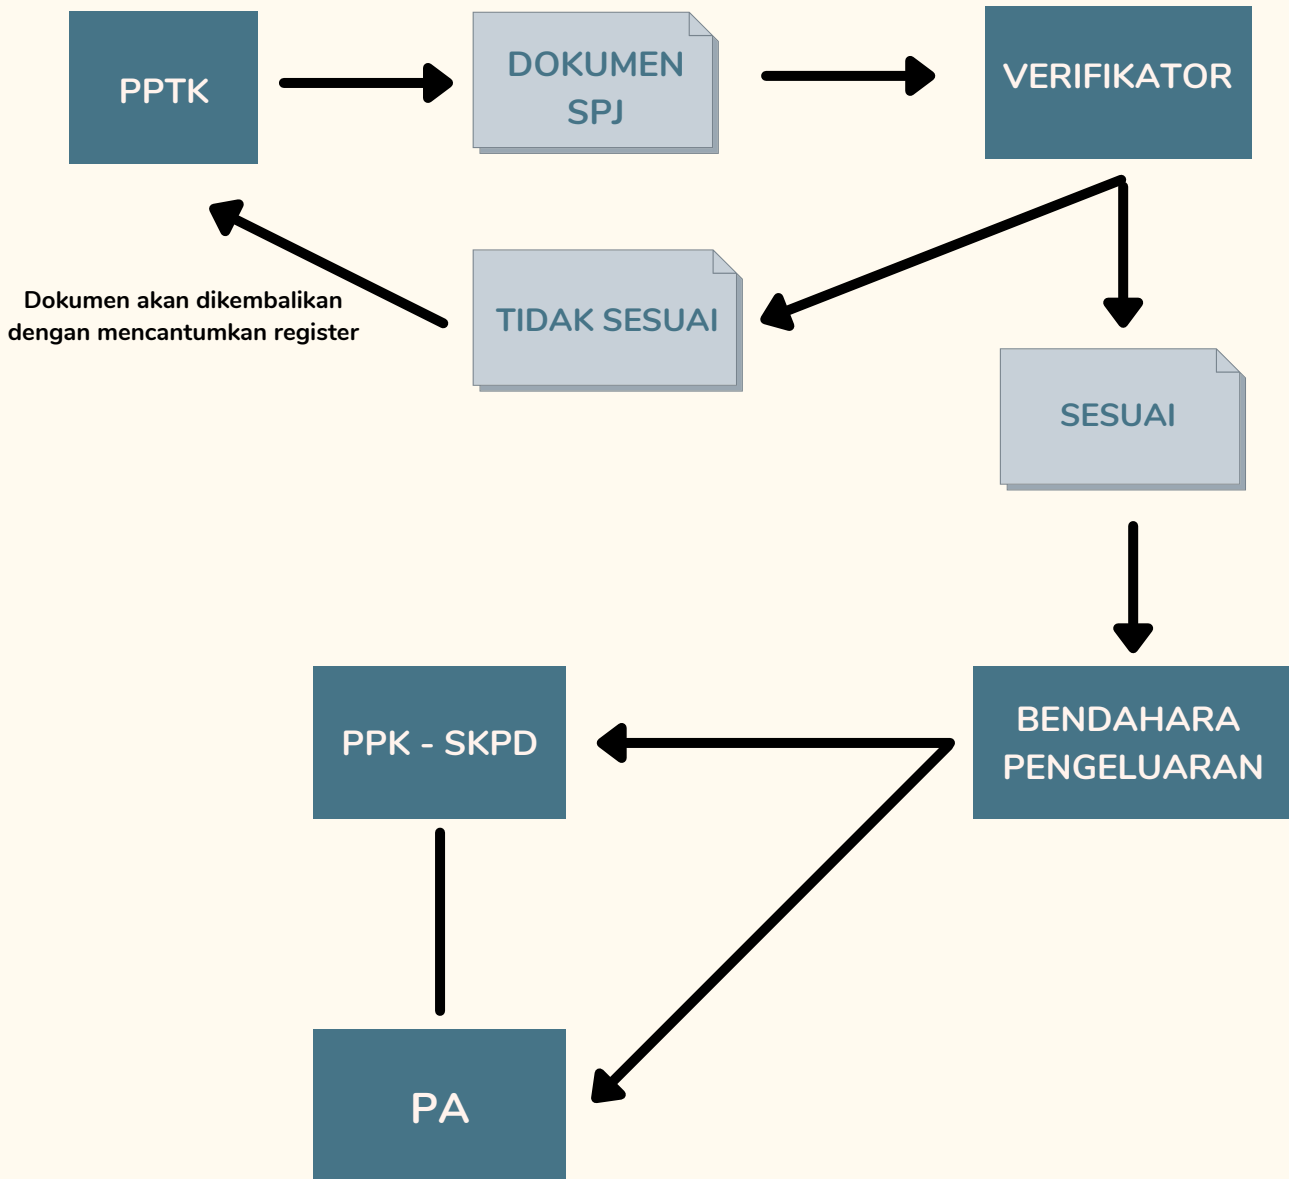 PPTK
DOKUMEN
SPJ
VERIFIKATOR
Dokumen akan dikembalikan
dengan mencantumkan register
TIDAK SESUAI
SESUAI
PPK - SKPD
BENDAHARA
PENGELUARAN
PA